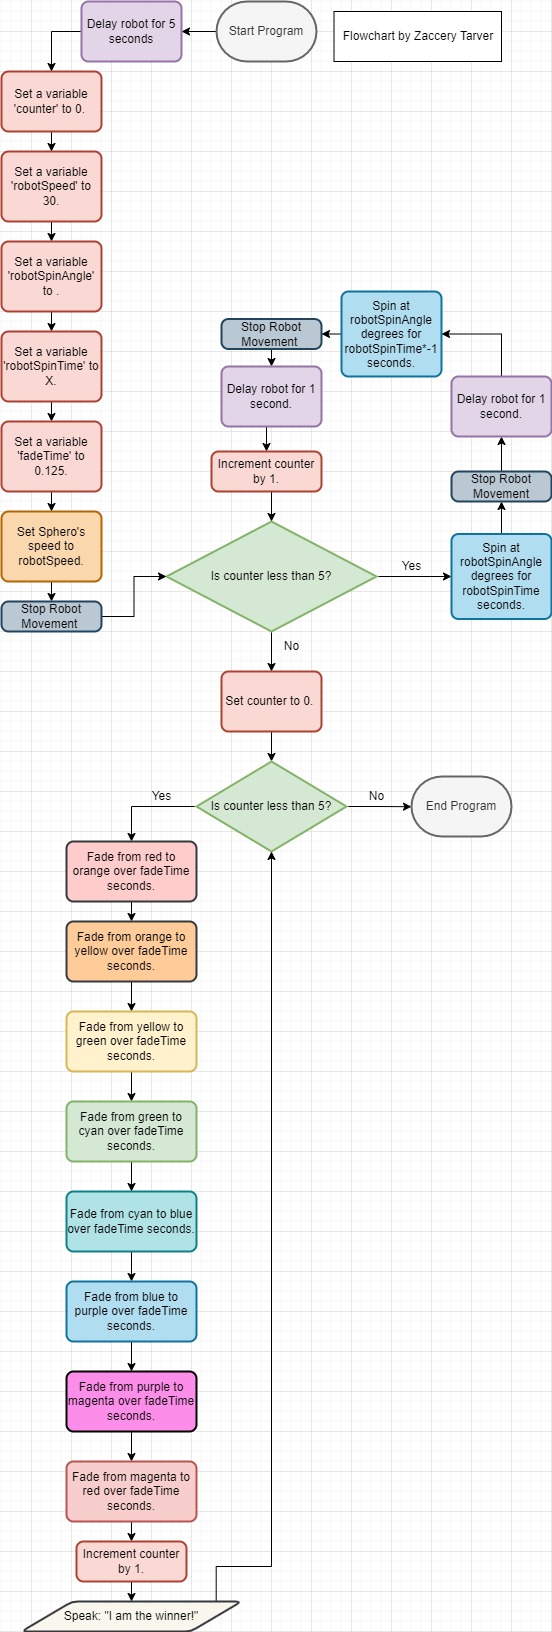 Start Program
Flowchart by Zaccery Tarver
Delay robot for 5
seconds
Set a variable
'counter' to 0.
Set a variable
'robotSpeed' to
30.
Set a variable
'robotSpinAngle'
to .
Set a variable
'robotSpinTime' to
X.
Set a variable
'fadeTime' to
0.125.
Set Sphero's
speed to
robotSpeed.
Stop Robot
Movement
Is counter less than 5?
Yes
Spin at
robotSpinAngle
degrees for
robotSpinTime
seconds.
Stop Robot
Movement
Delay robot for 1
second.
Spin at
robotSpinAngle
degrees for
robotSpinTime*-1
seconds.
Stop Robot
Movement
Delay robot for 1
second.
Increment counter
by 1.
No
Set counter to 0.
Is counter less than 5?
No
End Program
Yes
Fade from red to
orange over fadeTime
seconds.
Fade from orange to
yellow over fadeTime
seconds.
Fade from yellow to
green over fadeTime
seconds.
Fade from green to
cyan over fadeTime
seconds.
Fade from cyan to blue
over fadeTime seconds.
Fade from blue to
purple over fadeTime
seconds.
Fade from purple to
magenta over fadeTime
seconds.
Fade from magenta to
red over fadeTime
seconds.
Increment counter
by 1.
Speak: "I am the winner!"